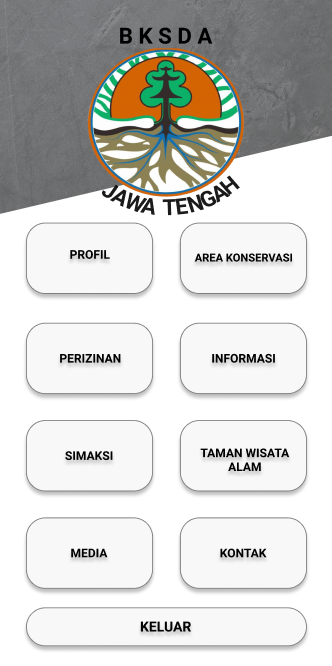 BKSDA
JAWA TENGAH
PROFIL
AREA KONSERVASI
PERIZINAN
INFORMASI
SIMAKSI
TAMAN WISATA
ALAM
MEDIA
KONTAK
KELUAR